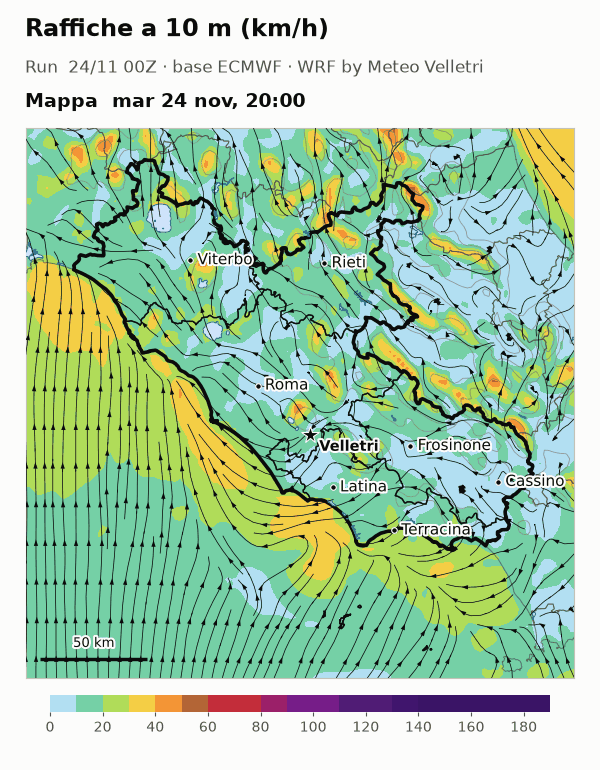 Raffiche a 10 m (km/h)
Run  24/11 00Z · base ECMWF · WRF by Meteo Velletri
Mappa  mar 24 nov, 20:00
Viterbo
Rieti
Roma
Velletri
Frosinone
Cassino
Latina
Terracina
50 km
0 20 40 60 80 100 120 140 160 180